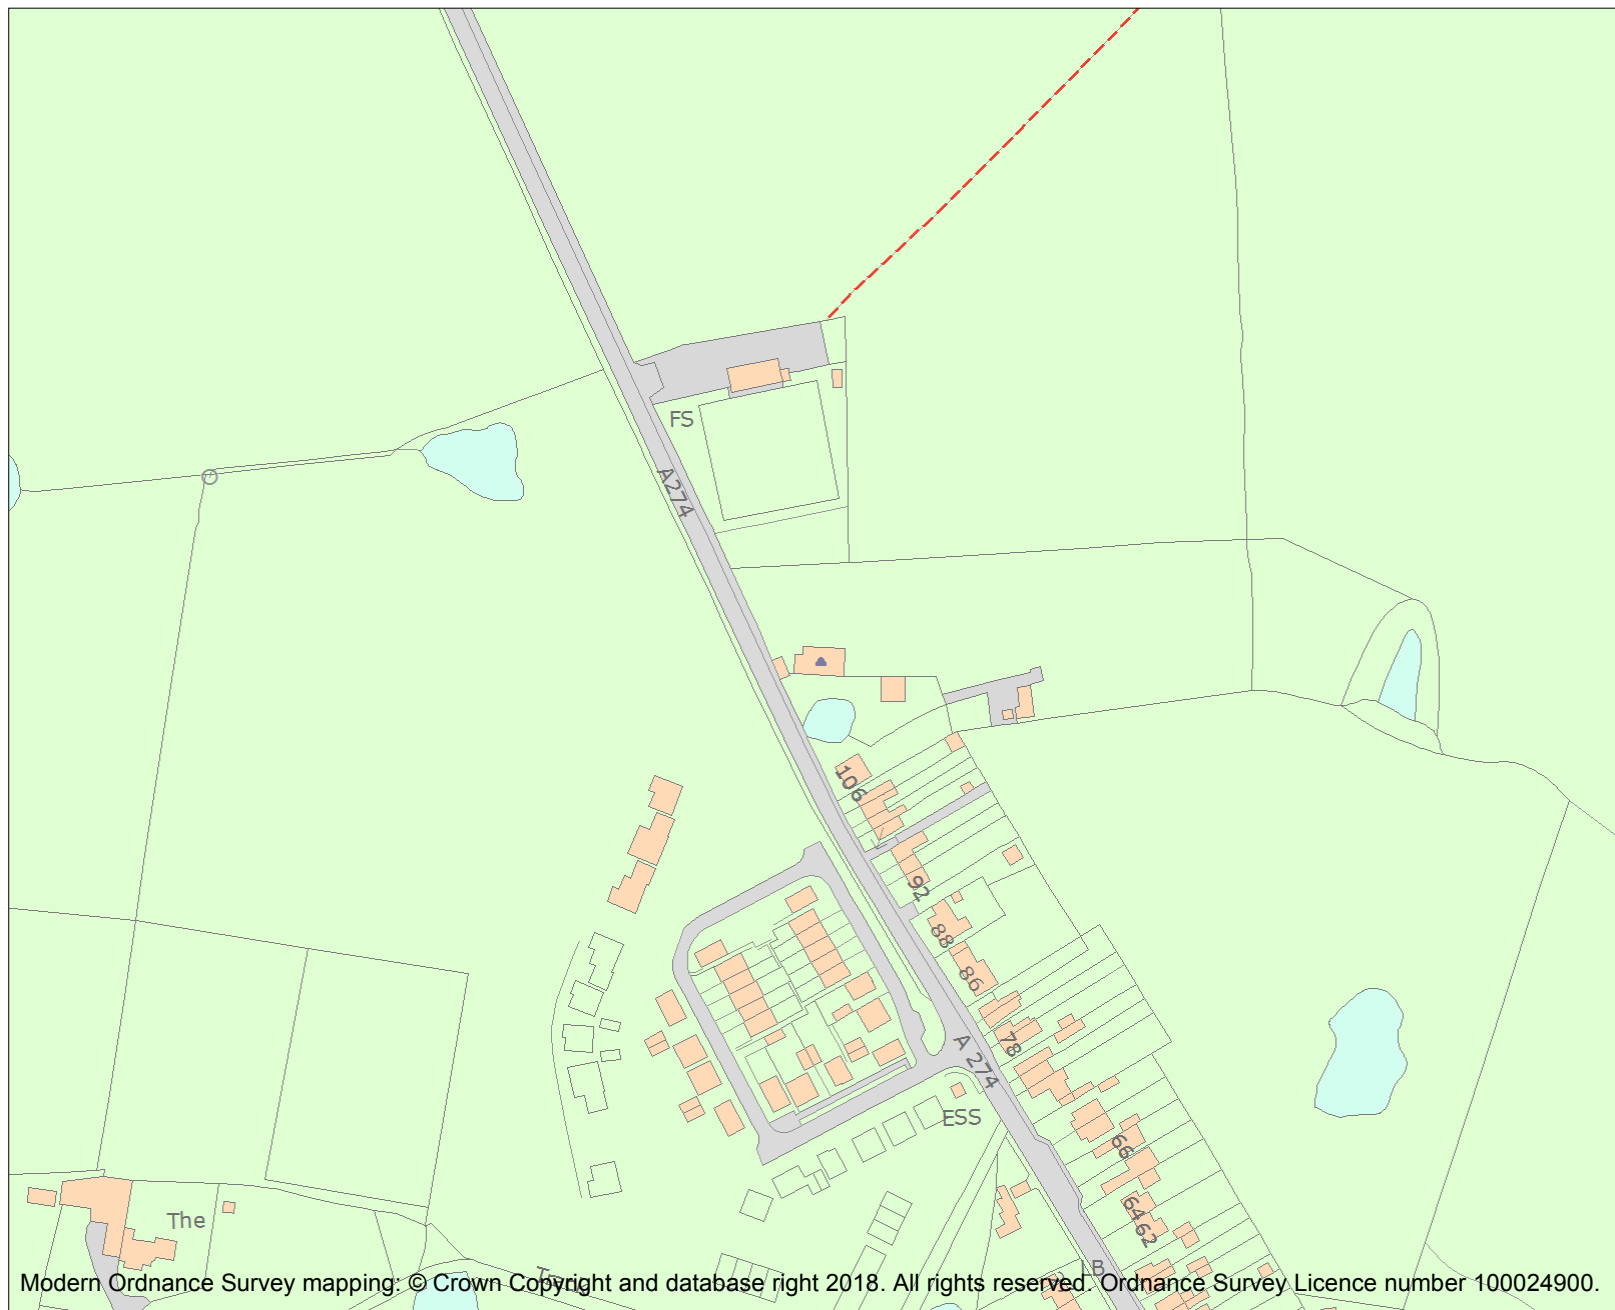 FS
A274
106
92
88
86
A 274
78
ESS
66
The
64
62
LB
Track
Modern Ordnance Survey mapping: © Crown Copyright and database right 2018. All rights reserved. Ordnance Survey Licence number 100024900.